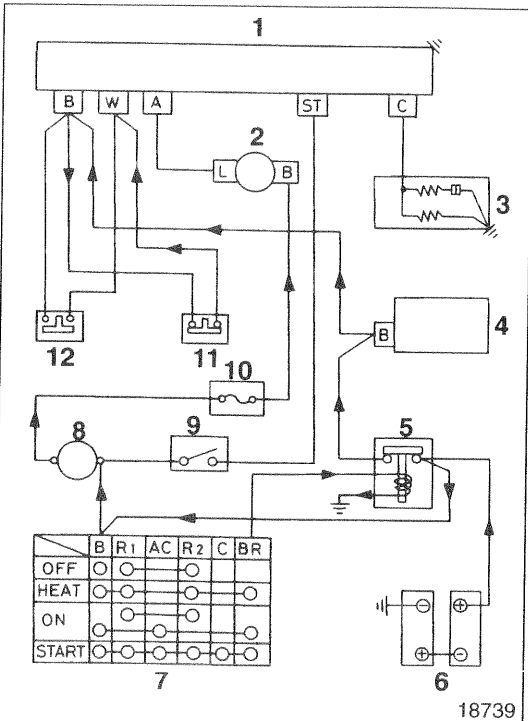 1
B W A ST C
2
L B
3
4
B
12
11
10
8
9
5
B R1 AC R2 C BR
OFF
HEAT
ON
START
7
⊖ ⊕
⊕ ⊖
6
18739